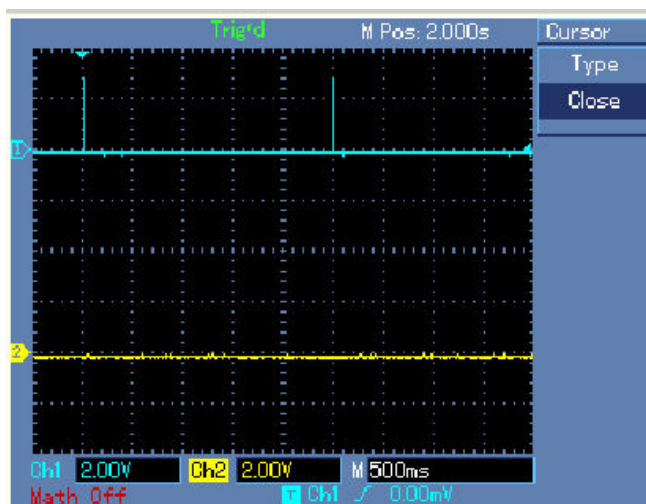 Trig'd M Pos: 2.000s Cursor
Type
Close
1
2
Ch1 2.00V Ch2 2.00V M 500ms
Math Off T Ch1 0.00mV